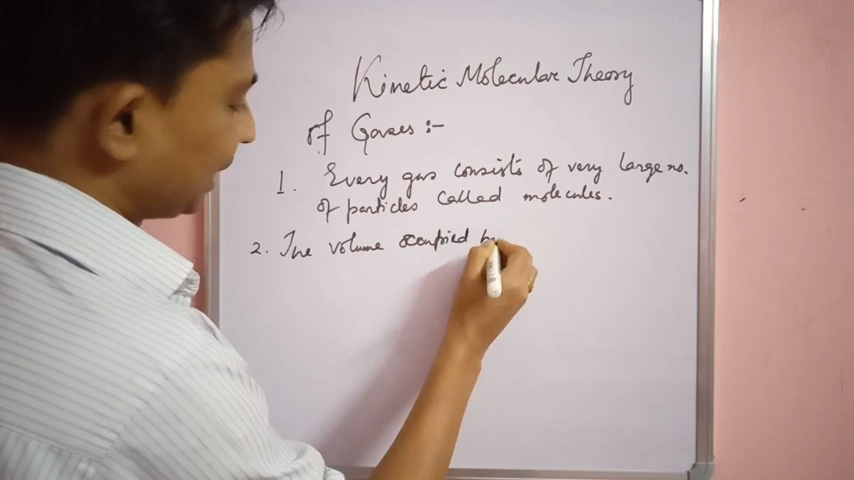 Kinetic Molecular Theory
of Gases :-
1. Every gas consists of very large no.
of particles called molecules.
2. The volume occupied b